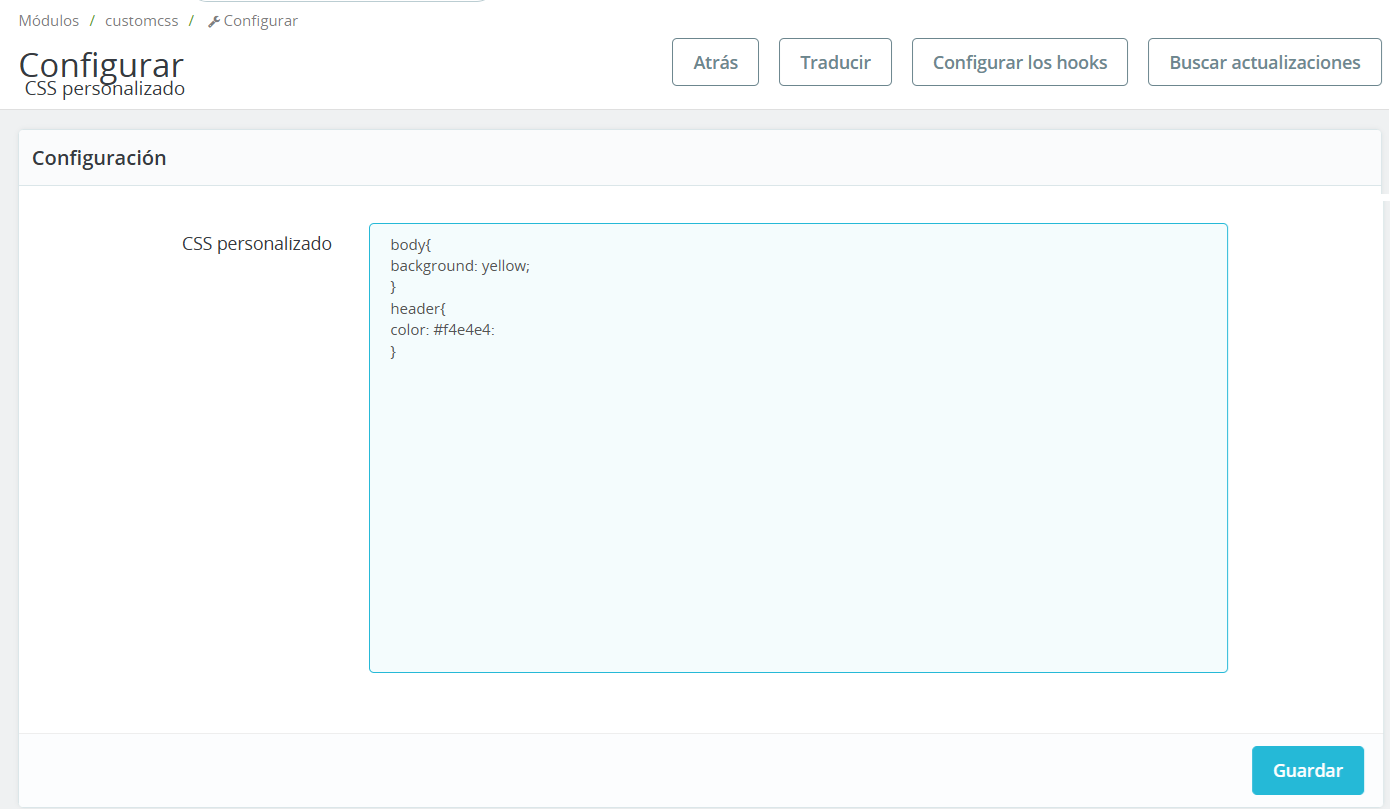 Módulos / customcss / Configurar
Configurar
CSS personalizado
Atrás
Traducir
Configurar los hooks
Buscar actualizaciones
Configuración
CSS personalizado
body{
background: yellow;
}
header{
color: #f4e4e4:
}
Guardar